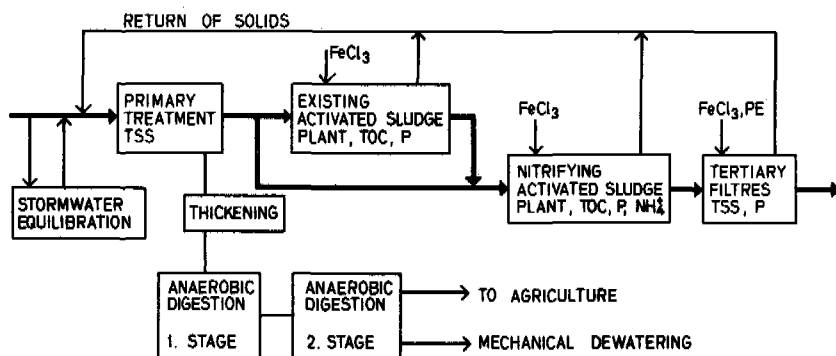 RETURN OF SOLIDS
FeCl3
PRIMARY
TREATMENT
TSS
EXISTING
ACTIVATED SLUDGE
PLANT, TOC, P
FeCl3
FeCl3, PE
NITRIFYING
ACTIVATED SLUDGE
PLANT, TOC, P, NH4+
TERTIARY
FILTRES
TSS, P
STORMWATER
EQUILIBRATION
THICKENING
ANAEROBIC
DIGESTION
1. STAGE
ANAEROBIC
DIGESTION
2. STAGE
TO AGRICULTURE
MECHANICAL DEWATERING